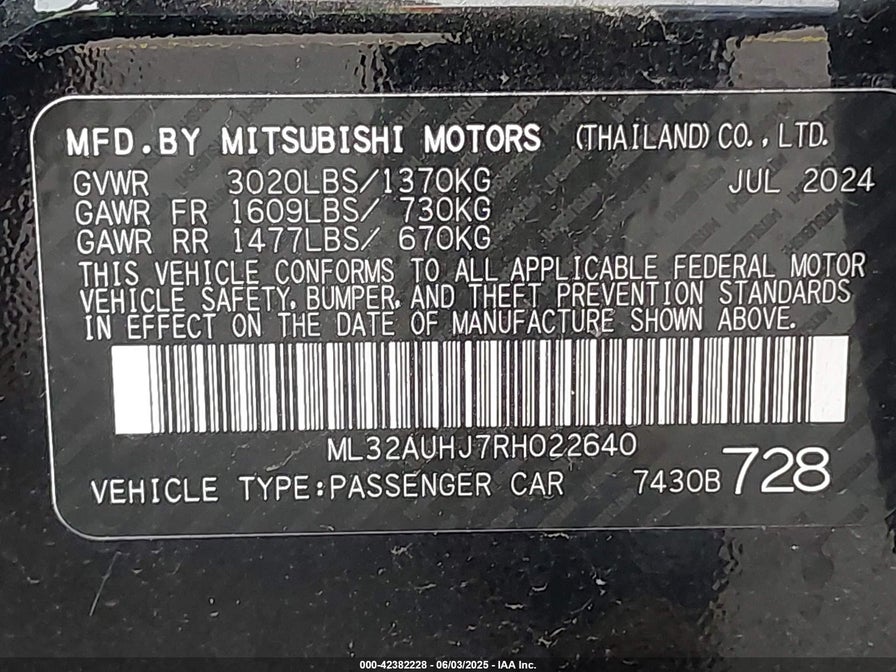 MFD.BY MITSUBISHI MOTORS (THAILAND) CO., LTD.
GVWR 3020LBS/1370KG JUL 2024
GAWR FR 1609LBS/ 730KG
GAWR RR 1477LBS/ 670KG
THIS VEHICLE CONFORMS TO ALL APPLICABLE FEDERAL MOTOR
VEHICLE SAFETY, BUMPER, AND THEFT PREVENTION STANDARDS
IN EFFECT ON THE DATE OF MANUFACTURE SHOWN ABOVE.
ML32AUHJ7RH022640
VEHICLE TYPE:PASSENGER CAR 7430B 728
000-42382228 - 06/03/2025 - IAA Inc.